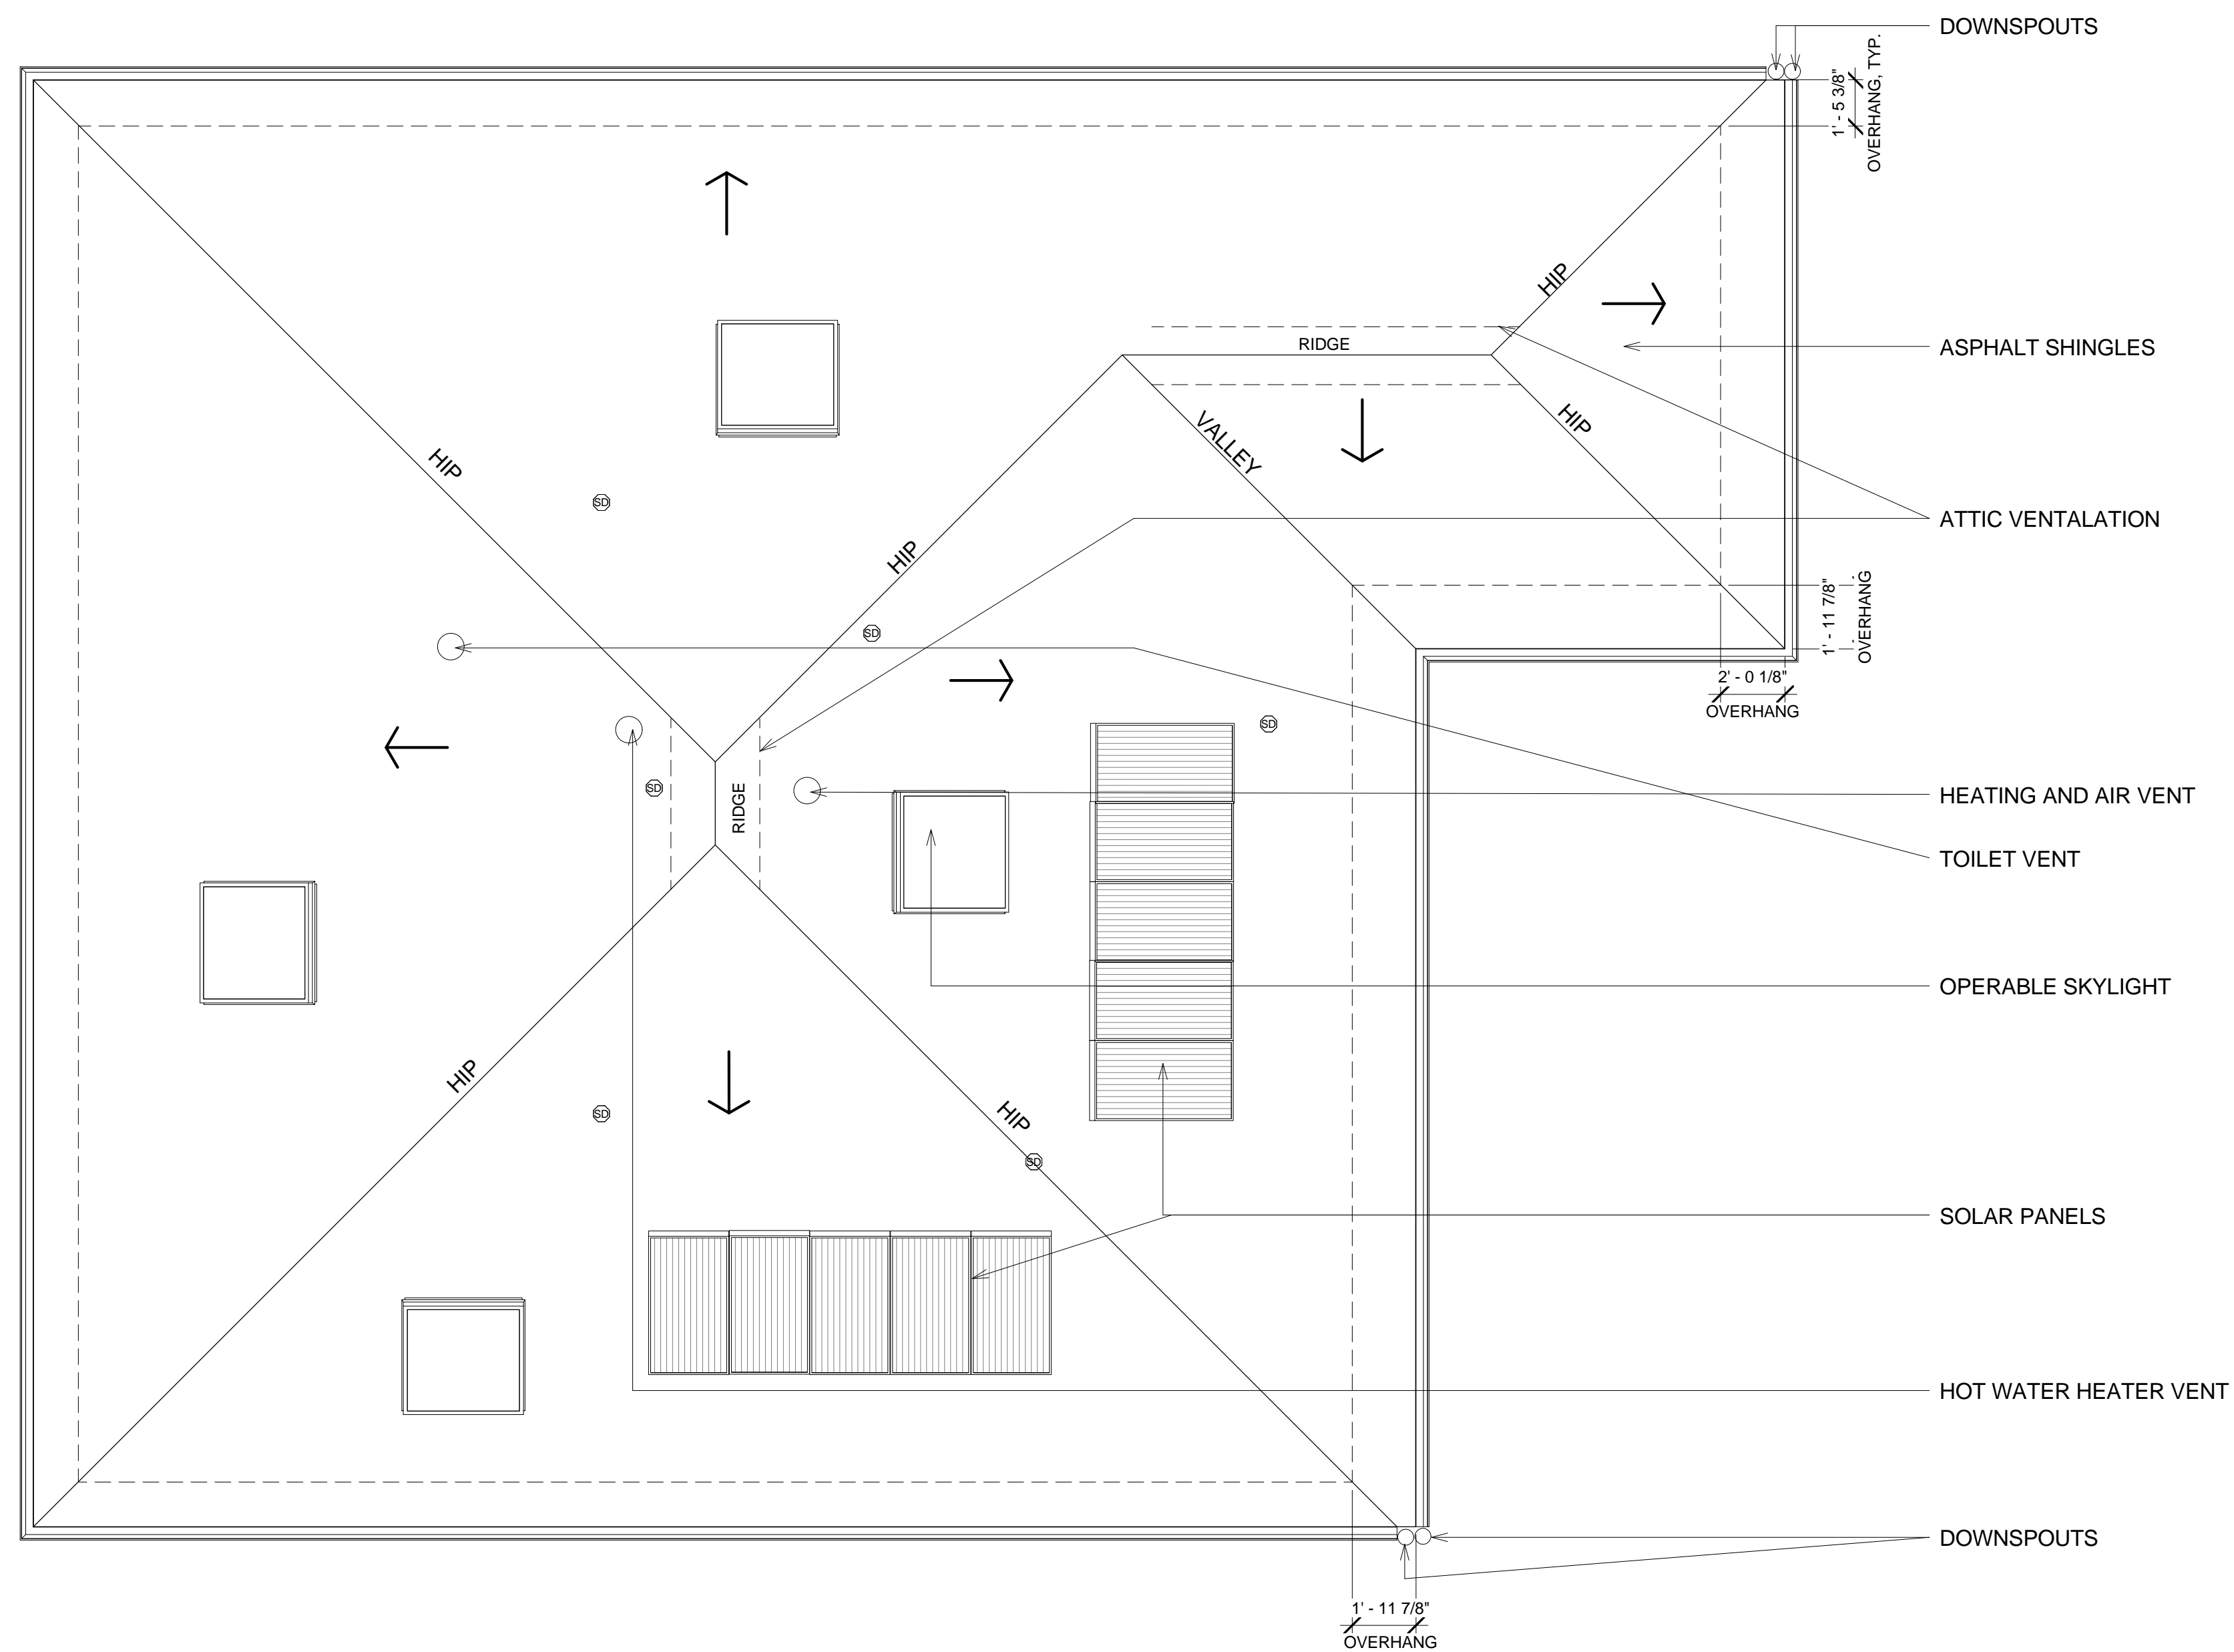 DOWNSPOUTS
1' - 5 3/8"
OVERHANG, TYP.
HIP
RIDGE
ASPHALT SHINGLES
HIP
VALLEY
HIP
SD
ATTIC VENTALATION
HIP
SD
1' - 11 7/8"
OVERHANG
2' - 0 1/8"
OVERHANG
SD
SD
RIDGE
HEATING AND AIR VENT
TOILET VENT
OPERABLE SKYLIGHT
HIP
SD
HIP
SD
SOLAR PANELS
HOT WATER HEATER VENT
DOWNSPOUTS
1' - 11 7/8"
OVERHANG